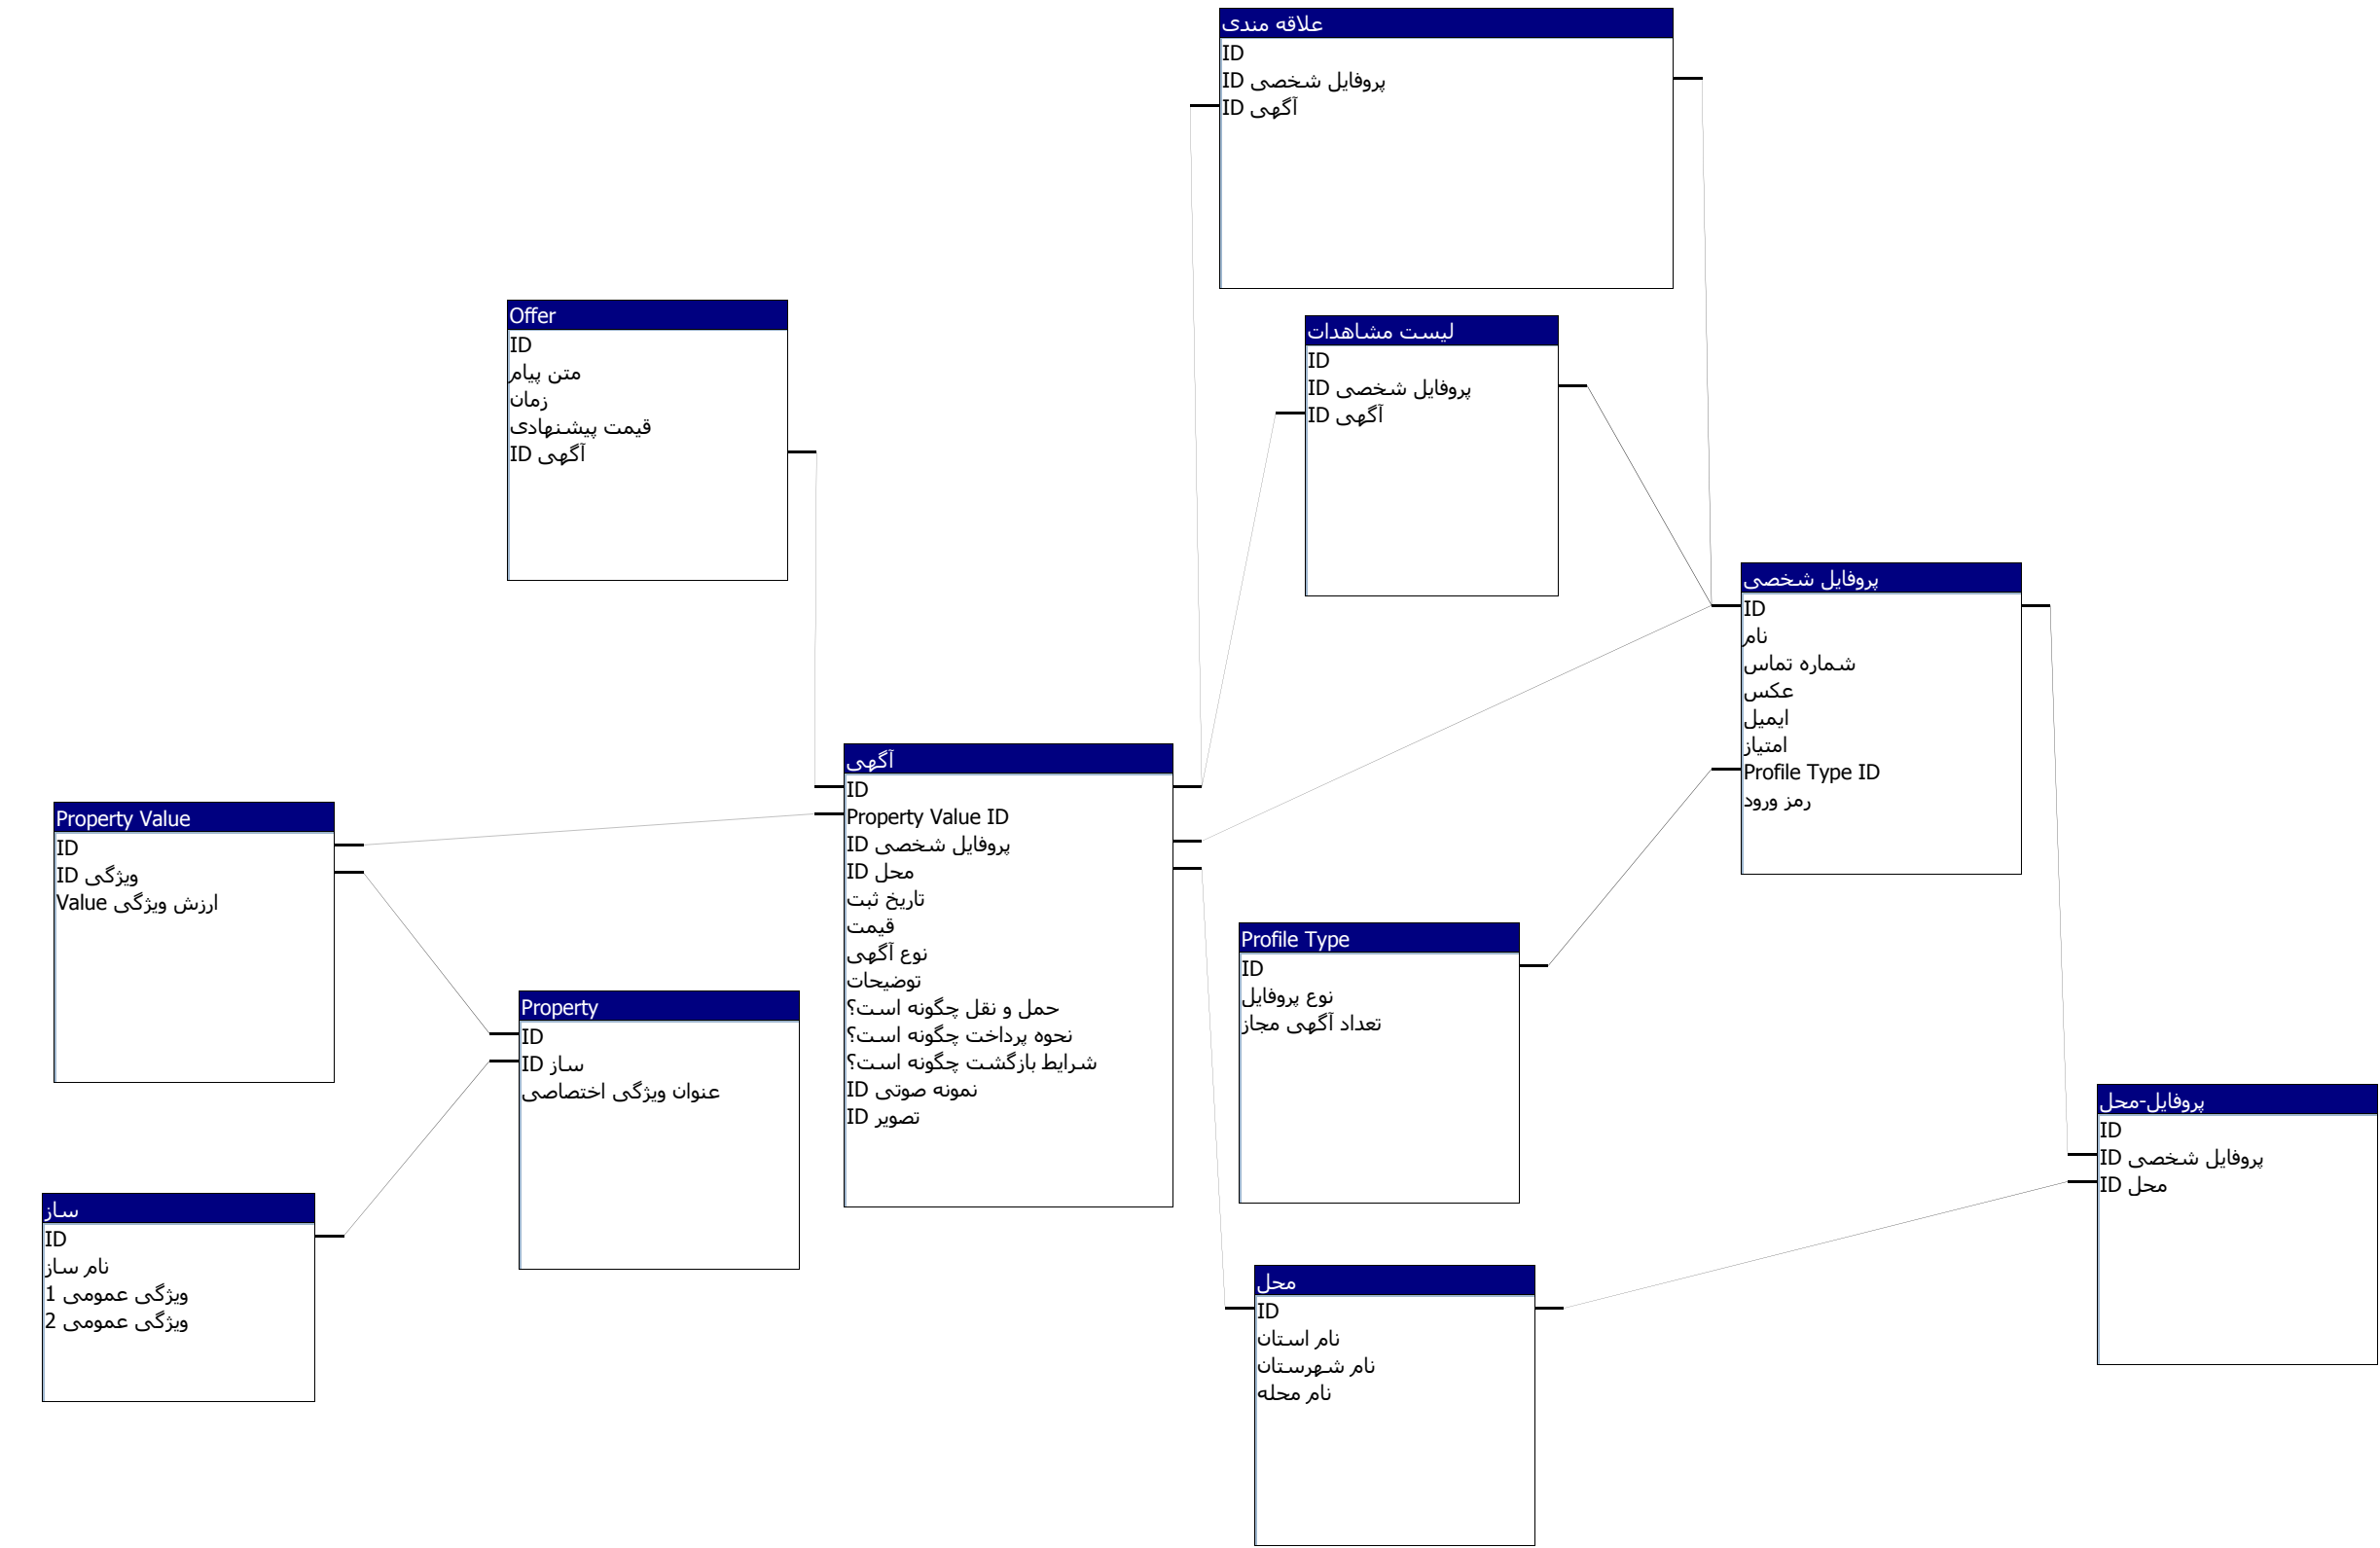 علاقه مندی
ID
پروفایل شخصی ID
آگهی ID
Offer
ID
متن پیام
زمان
قیمت پیشنهادی
آگهی ID
لیست مشاهدات
ID
پروفایل شخصی ID
آگهی ID
پروفایل شخصی
ID
نام
شماره تماس
عکس
ایمیل
امتیاز
Profile Type ID
رمز ورود
آگهی
ID
Property Value ID
پروفایل شخصی ID
محل ID
تاریخ ثبت
قیمت
نوع آگهی
توضیحات
حمل و نقل چگونه است؟
نحوه پرداخت چگونه است؟
شرایط بازگشت چگونه است؟
نمونه صوتی ID
تصویر ID
Property Value
ID
ویژگی ID
ارزش ویژگی Value
Property
ID
ساز ID
عنوان ویژگی اختصاصی
Profile Type
ID
نوع پروفایل
تعداد آگهی مجاز
پروفایل-محل
ID
پروفایل شخصی ID
محل ID
ساز
ID
نام ساز
ویژگی عمومی 1
ویژگی عمومی 2
محل
ID
نام استان
نام شهرستان
نام محله